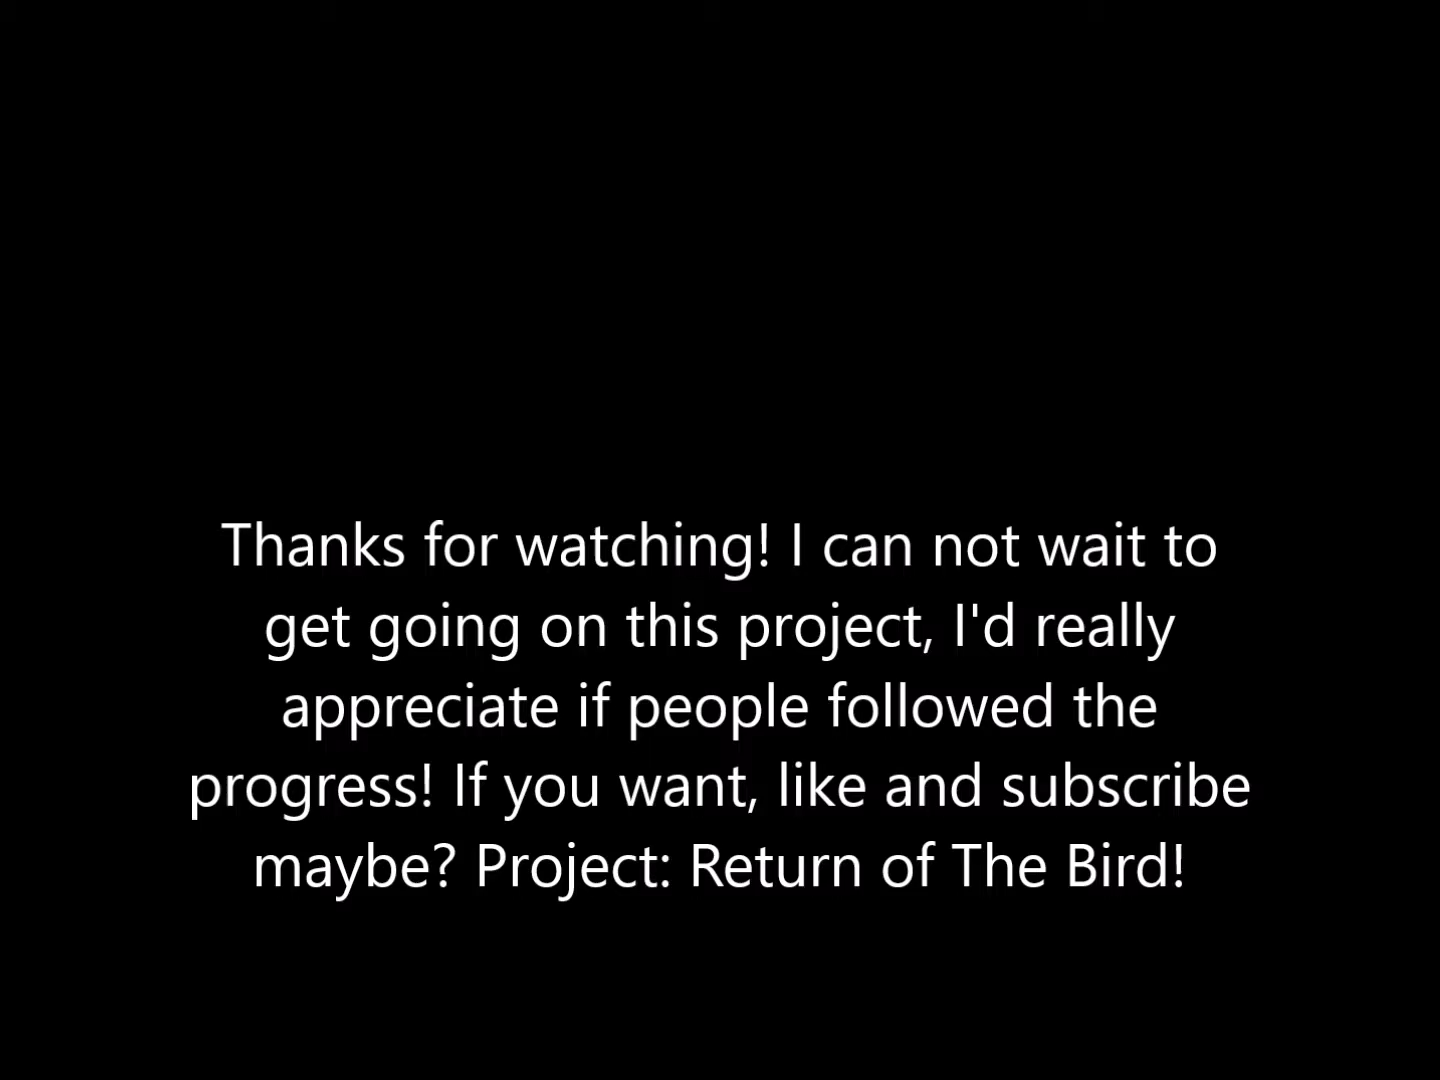 Thanks for watching! I can not wait to
get going on this project, I'd really
appreciate if people followed the
progress! If you want, like and subscribe
maybe? Project: Return of The Bird!